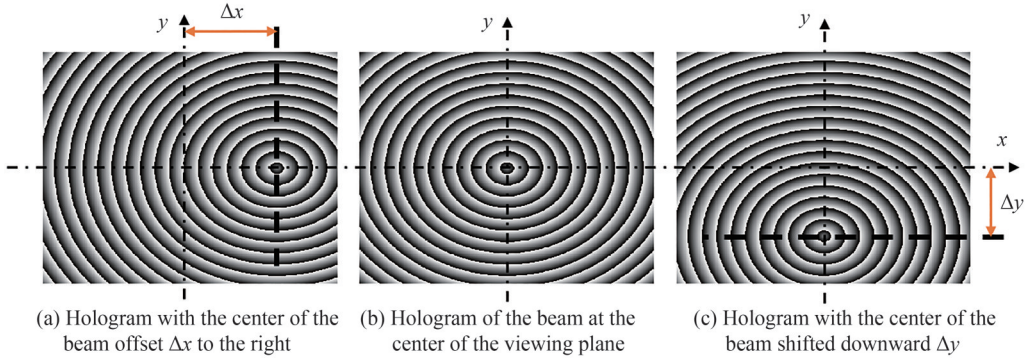 Δx
y
y
y
x
Δy
(a) Hologram with the center of the
beam offset Δx to the right
(b) Hologram of the beam at the
center of the viewing plane
(c) Hologram with the center of the
beam shifted downward Δy